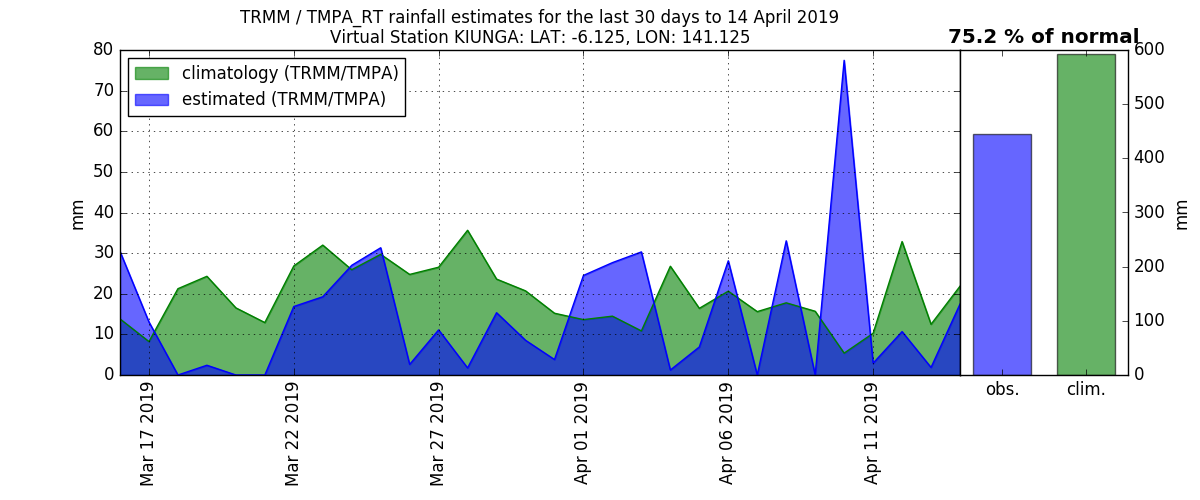 TRMM / TMPA_RT rainfall estimates for the last 30 days to 14 April 2019
Virtual Station KIUNGA: LAT: -6.125, LON: 141.125
75.2 % of normal
climatology (TRMM/TMPA)
estimated (TRMM/TMPA)
80
70
60
50
40
30
20
10
0
mm
600
500
400
300
200
100
0
mm
obs.
clim.
Mar 17 2019
Mar 22 2019
Mar 27 2019
Apr 01 2019
Apr 06 2019
Apr 11 2019